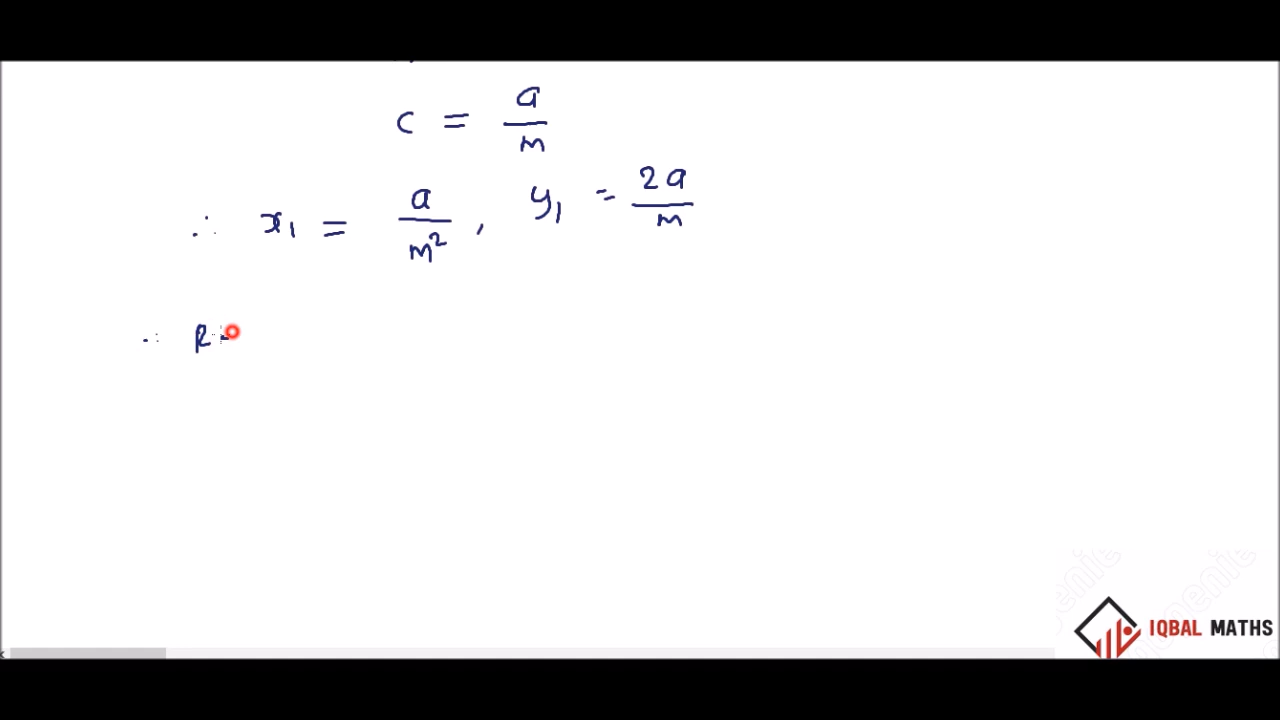 c = a/m
∴ x₁ = a/m², y₁ = 2a/m
∴
IQBAL MATHS